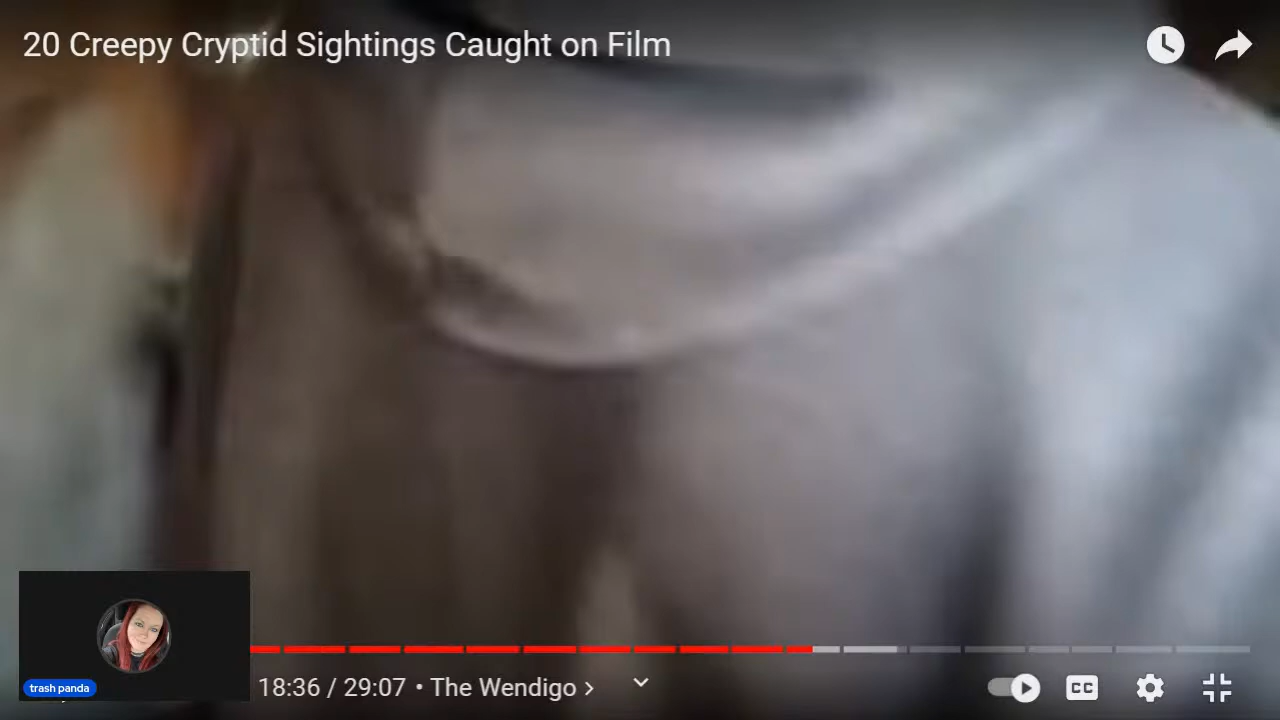 20 Creepy Cryptid Sightings Caught on Film
trash panda
18:36 / 29:07 • The Wendigo
CC